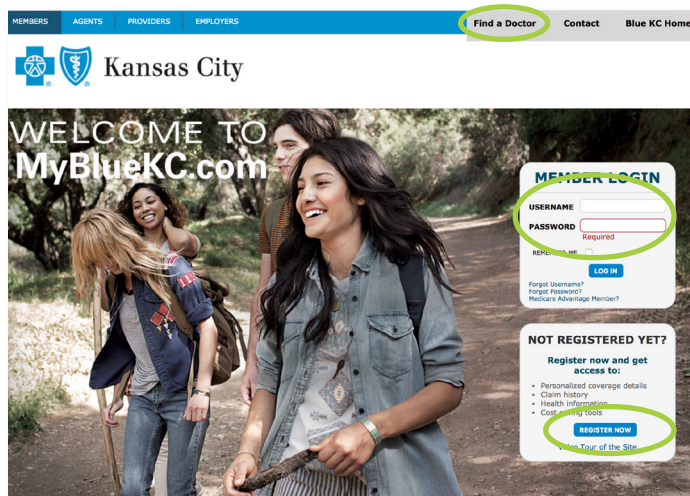 MEMBERS AGENTS PROVIDERS EMPLOYERS Find a Doctor Contact Blue KC Home
Kansas City
WELCOME TO
MyBlueKC.com
MEMBER LOGIN
USERNAME
PASSWORD
Required
REMEMBER ME
LOG IN
Forgot Username?
Forgot Password?
Medicare Advantage Member?
NOT REGISTERED YET?
Register now and get
access to:
• Personalized coverage details
• Claim history
• Health information
• Cost saving tools
REGISTER NOW
Video Tour of the Site